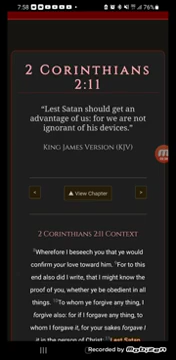 7:58
76%
2 Corinthians
2:11
“Lest Satan should get an
advantage of us: for we are not
ignorant of his devices.”
King James Version (KJV)
View Chapter
2 Corinthians 2:11 Context
8Wherefore I beseech you that ye would
confirm your love toward him. 9For to this
end also did I write, that I might know the
proof of you, whether ye be obedient in all
things. 10To whom ye forgive any thing, I
forgive also: for if I forgave any thing, to
whom I forgave it, for your sakes forgave I
it in the person of Christ; 11Lest Satan
Recorded by